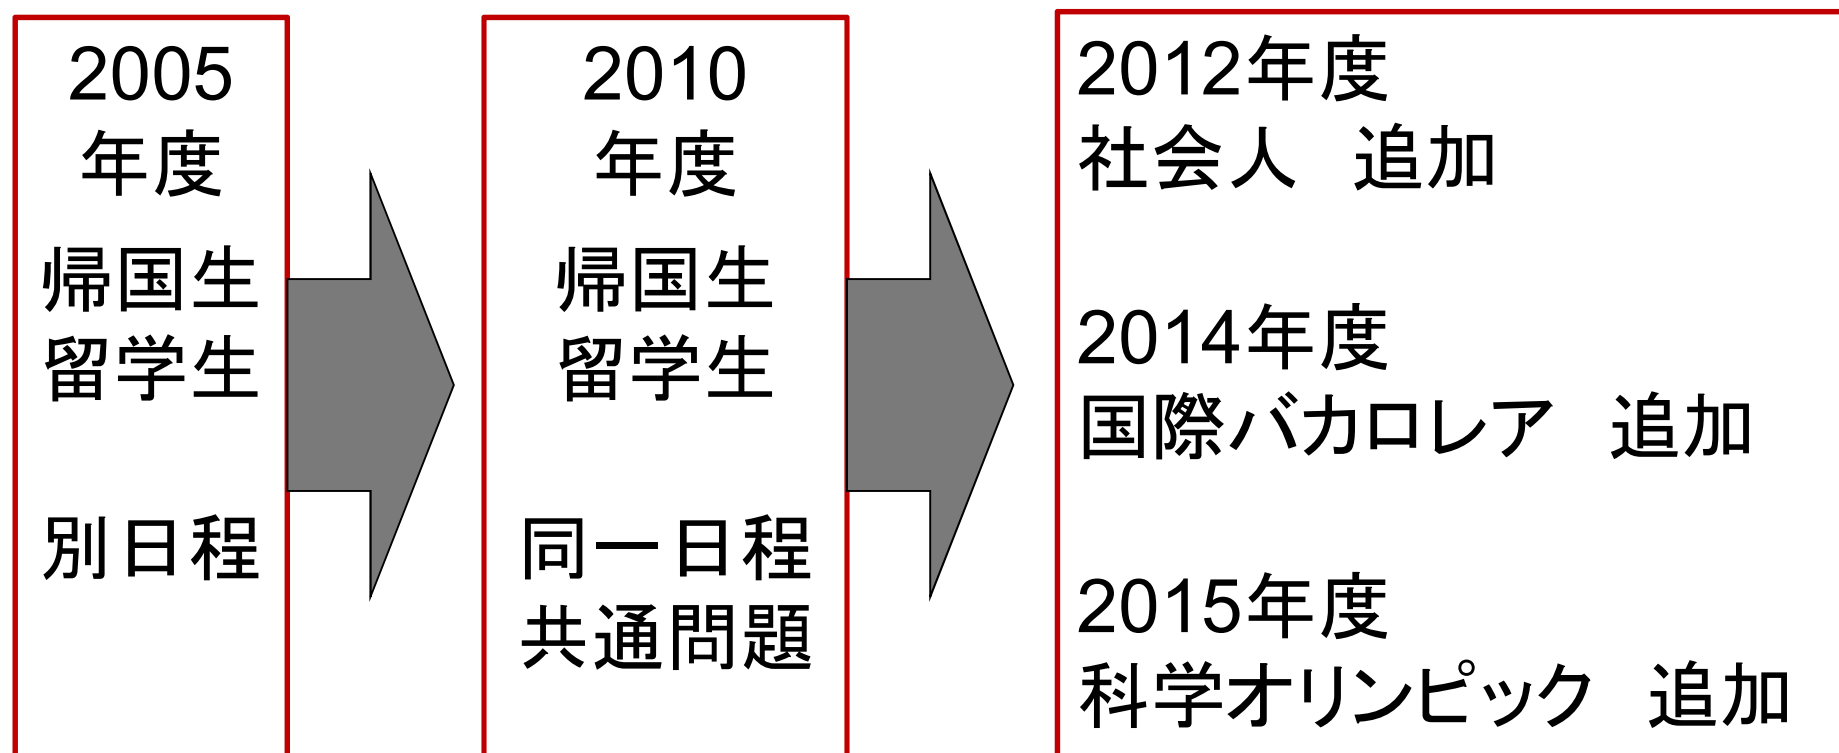 2005
年度
帰国生
留学生
別日程
2010
年度
帰国生
留学生
同一日程
共通問題
2012年度
社会人　追加
2014年度
国際バカロレア　追加
2015年度
科学オリンピック　追加